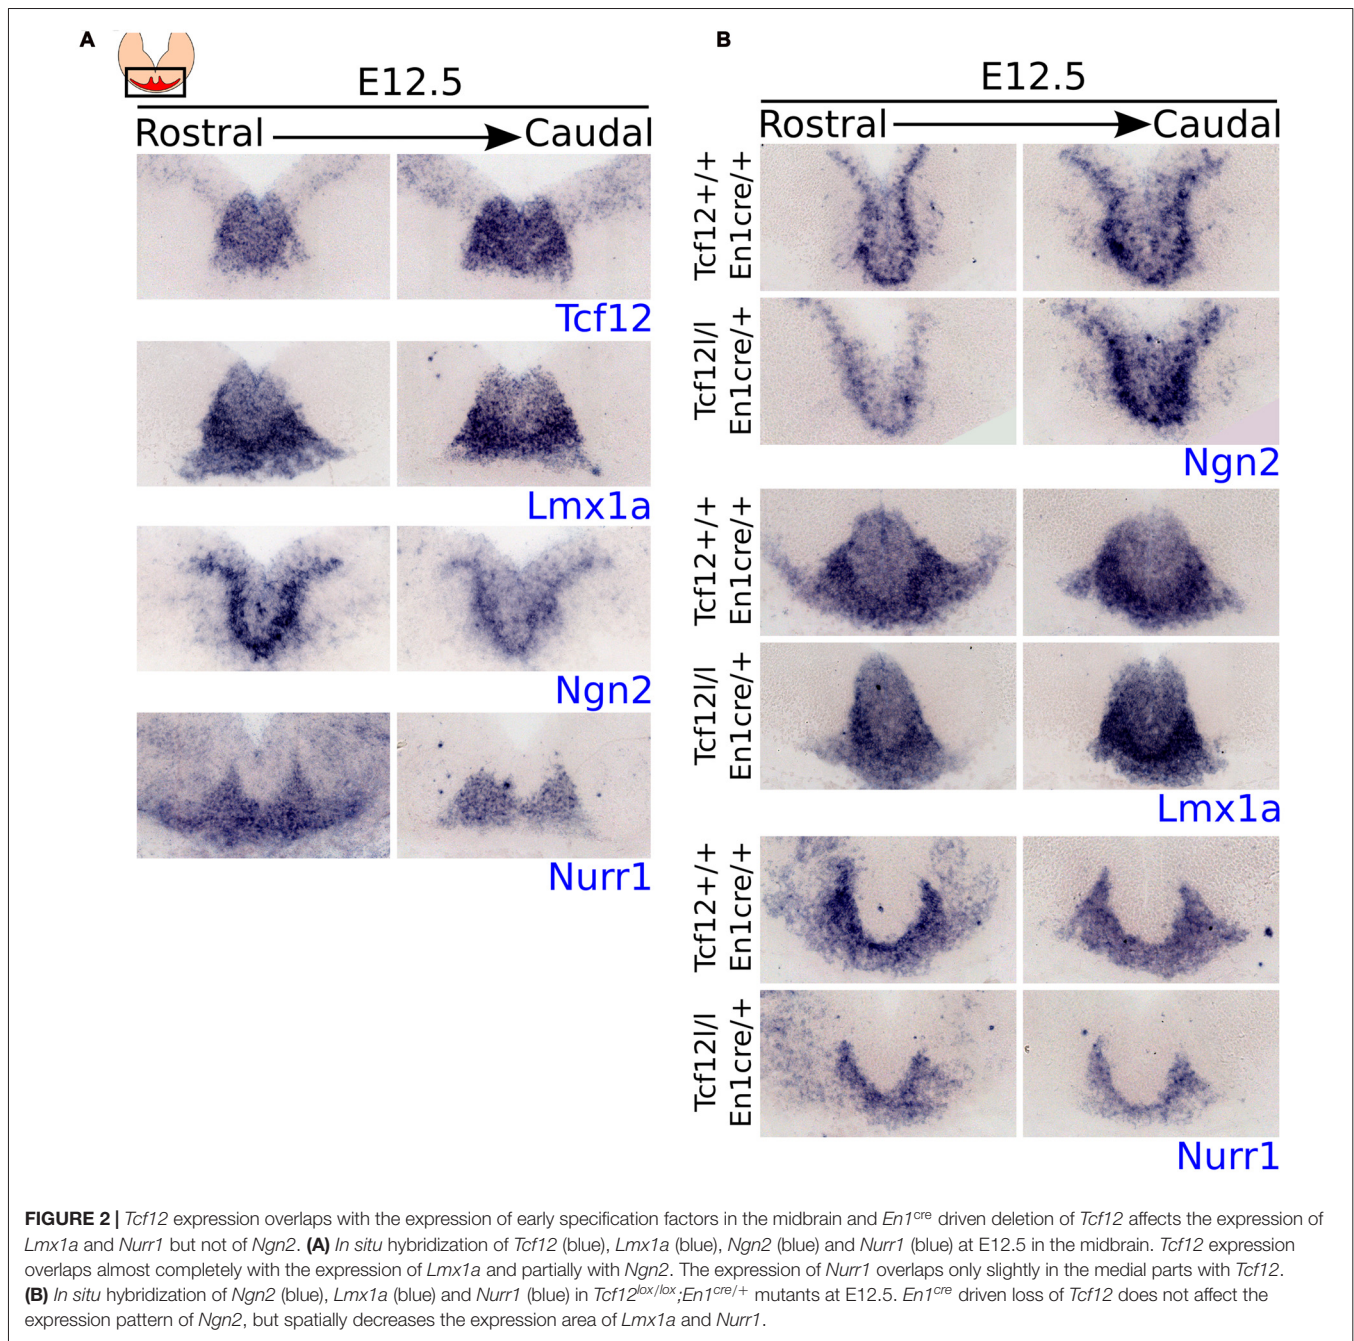 A
E12.5
Rostral
Caudal
Tcf12
Lmx1a
Ngn2
Nurr1
B
E12.5
Rostral
Caudal
Tcf12+/+
En1cre/+
Tcf12l/l
En1cre/+
Ngn2
Tcf12+/+
En1cre/+
Tcf12l/l
En1cre/+
Lmx1a
Tcf12+/+
En1cre/+
Tcf12l/l
En1cre/+
Nurr1
FIGURE 2 | Tcf12 expression overlaps with the expression of early specification factors in the midbrain and En1cre driven deletion of Tcf12 affects the expression of
Lmx1a and Nurr1 but not of Ngn2. (A) In situ hybridization of Tcf12 (blue), Lmx1a (blue), Ngn2 (blue) and Nurr1 (blue) at E12.5 in the midbrain. Tcf12 expression
overlaps almost completely with the expression of Lmx1a and partially with Ngn2. The expression of Nurr1 overlaps only slightly in the medial parts with Tcf12.
(B) In situ hybridization of Ngn2 (blue), Lmx1a (blue) and Nurr1 (blue) in Tcf12lox/lox;En1cre/+ mutants at E12.5. En1cre driven loss of Tcf12 does not affect the
expression pattern of Ngn2, but spatially decreases the expression area of Lmx1a and Nurr1.